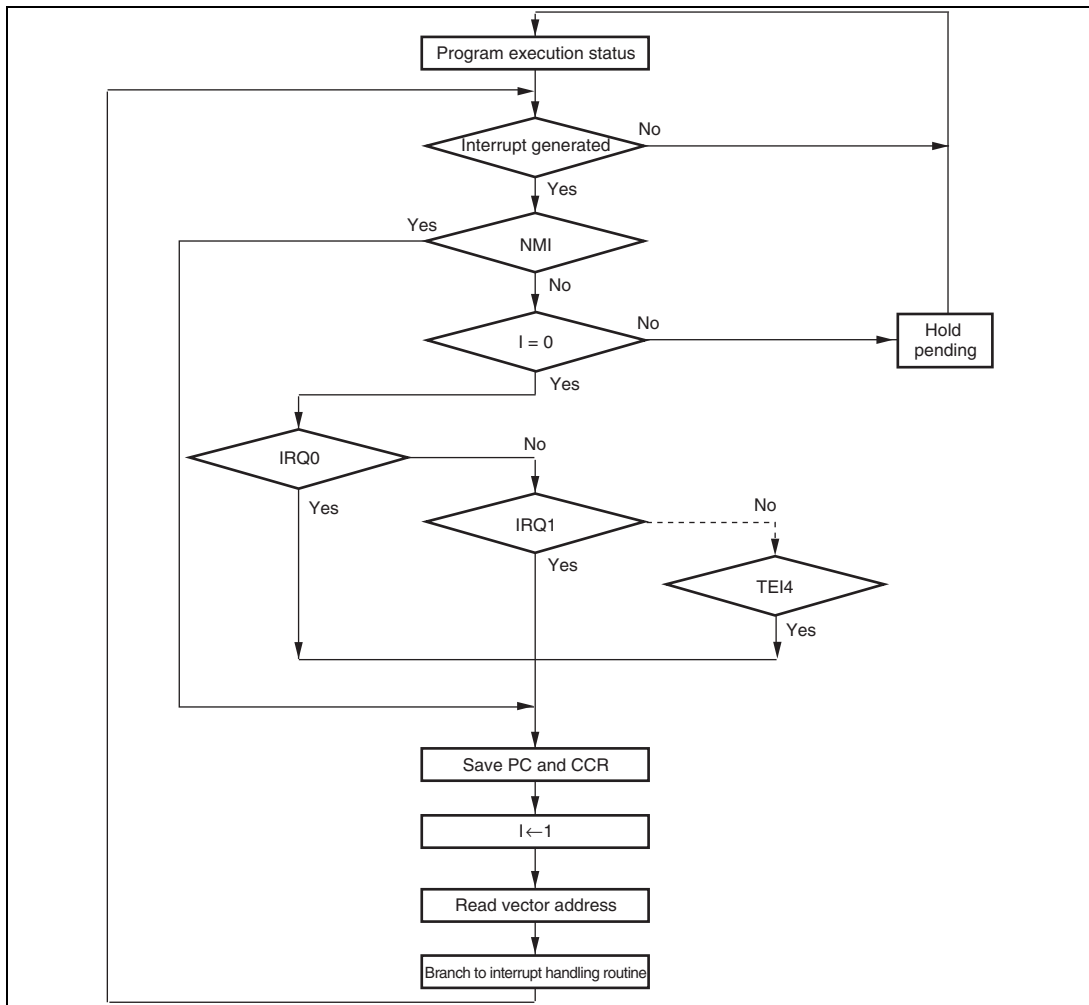 Program execution status
Interrupt generated
No
Yes
Yes
NMI
No
I = 0
No
Hold
pending
Yes
IRQ0
No
Yes
IRQ1
No
Yes
TEI4
Yes
Save PC and CCR
I←1
Read vector address
Branch to interrupt handling routine